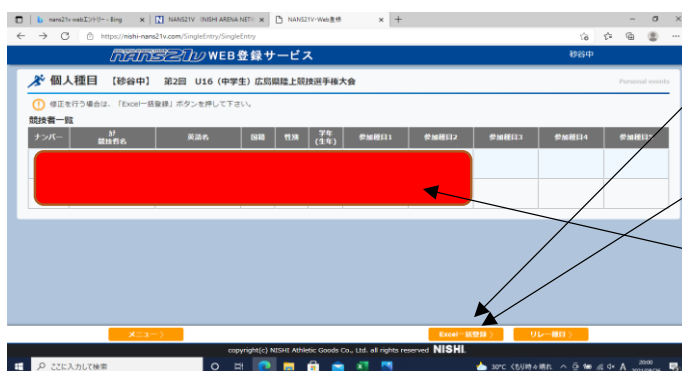 nans21v webエントリー - Bing
NANS21V（NISHI ARENA NET）
NANS21V-Web登録
https://nishi-nans21v.com/SingleEntry/SingleEntry
NANS21V WEB登録サービス
砂谷中
個人種目 【砂谷中】 第2回 U16（中学生）広島県陸上競技選手権大会
Personal events
修正を行う場合は、「Excel一括登録」ボタンを押して下さい。
競技者一覧
ナンバー
ｶﾅ
競技者名
英語名
国籍
性別
学年
(生年)
参加種目1
参加種目2
参加種目3
参加種目4
参加種目5
メニュー
Excel一括登録
リレー種目
copyright(c) NISHI Athletic Goods Co., Ltd. all rights reserved NISHI.
ここに入力して検索
30°C くもり時々晴れ
A
20:00